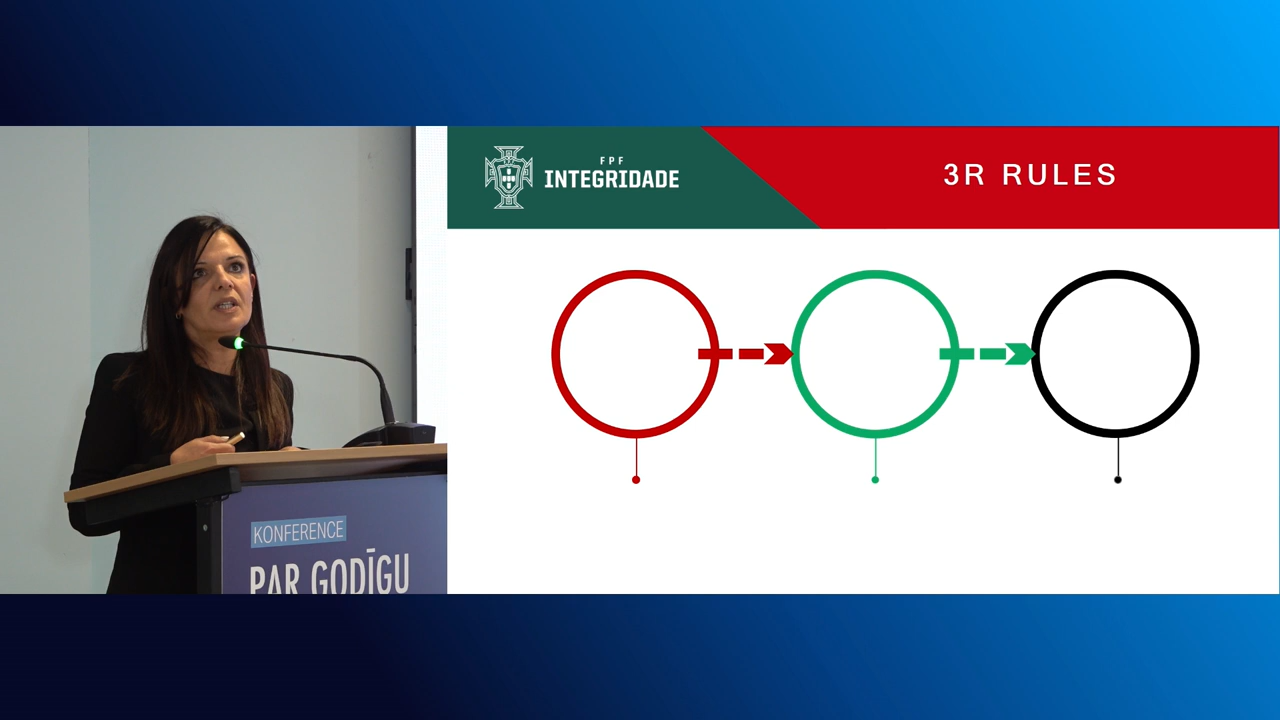 FPF
INTEGRIDADE
3R RULES
KONFERENCE
PAR GODĪGU